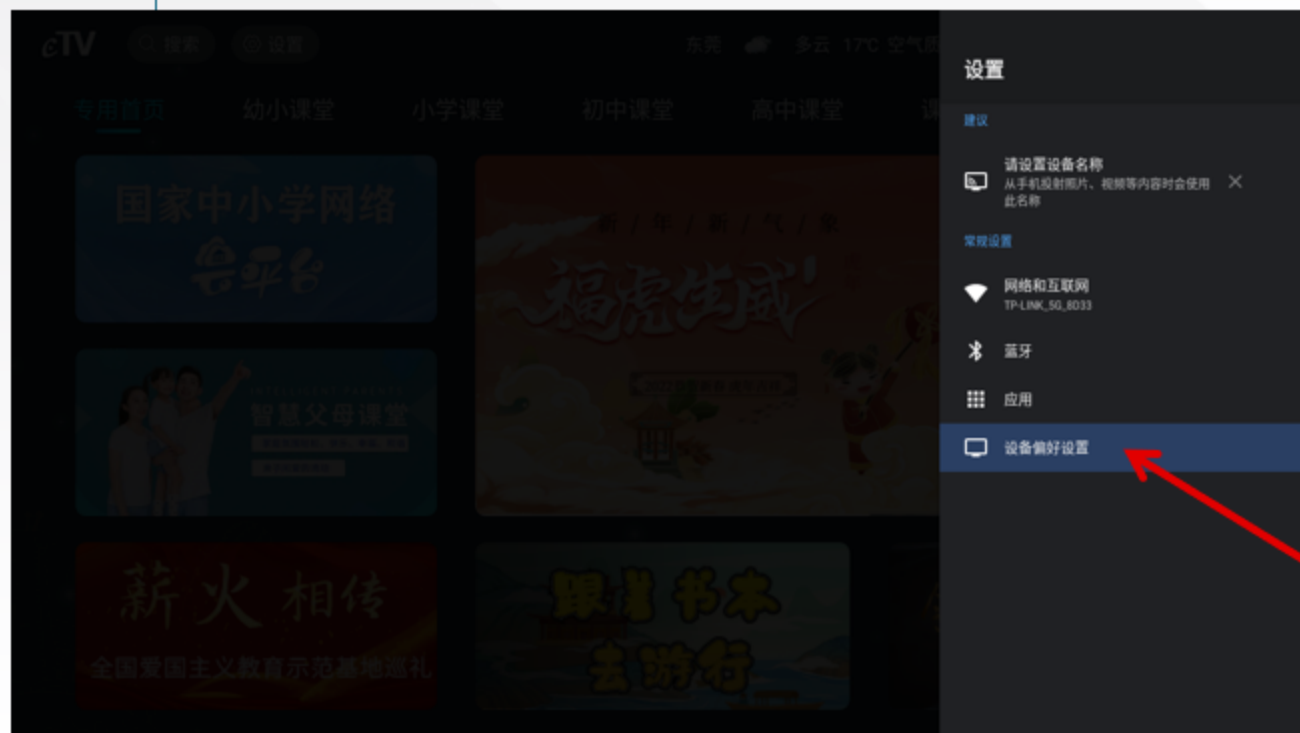 eTV
搜索
设置
东莞 多云 17℃ 空气质
专用首页 幼小课堂 小学课堂 初中课堂 高中课堂 课
国家中小学网络
云平台
新/年/新/气/象
福虎生威
智慧父母课堂
薪火相传
全国爱国主义教育示范基地巡礼
跟着书本
去游行
设置
建议
请设置设备名称
从手机投射照片、视频等内容时会使用
此名称
常规设置
网络和互联网
TP-LINK_5G_8D33
蓝牙
应用
设备偏好设置